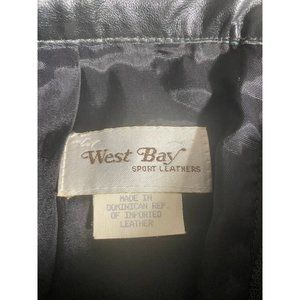 West Bay
SPORT LEATHERS
MADE IN
DOMINICAN REP.
OF IMPORTED
LEATHER